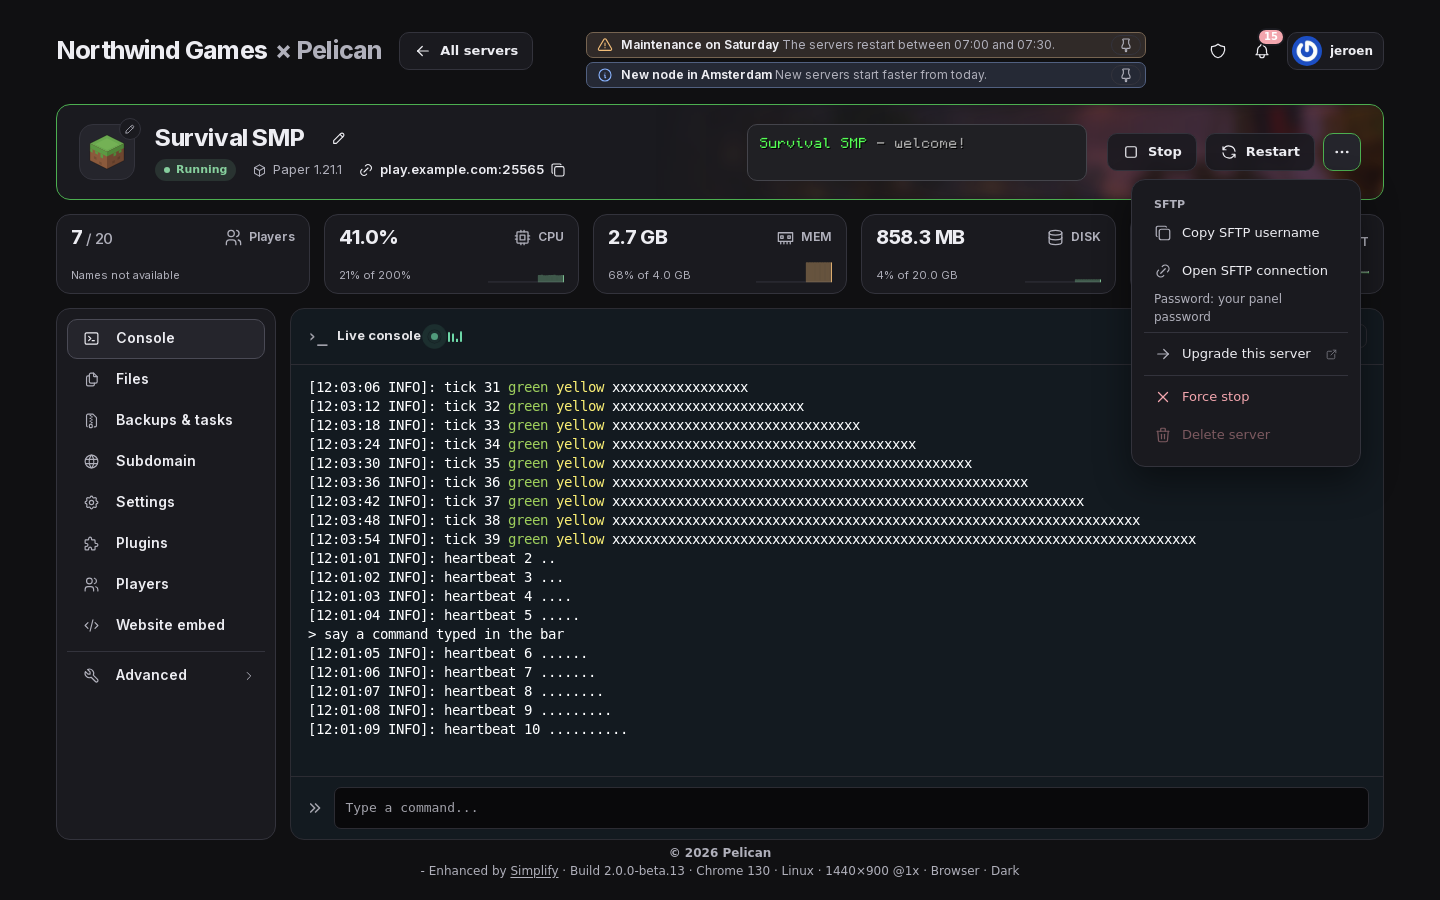 Northwind Games × Pelican
All servers
Maintenance on Saturday The servers restart between 07:00 and 07:30.
New node in Amsterdam New servers start faster from today.
15
jeroen
Survival SMP
Running
Paper 1.21.1
play.example.com:25565
Survival SMP - welcome!
Stop
Restart
7 / 20
Players
Names not available
41.0%
CPU
21% of 200%
2.7 GB
MEM
68% of 4.0 GB
858.3 MB
DISK
4% of 20.0 GB
T
SFTP
Copy SFTP username
Open SFTP connection
Password: your panel
password
Upgrade this server
Force stop
Delete server
Console
Files
Backups & tasks
Subdomain
Settings
Plugins
Players
Website embed
Advanced
Live console
[12:03:06 INFO]: tick 31 green yellow xxxxxxxxxxxxxxxxx
[12:03:12 INFO]: tick 32 green yellow xxxxxxxxxxxxxxxxxxxxxxxx
[12:03:18 INFO]: tick 33 green yellow xxxxxxxxxxxxxxxxxxxxxxxxxxxxxxx
[12:03:24 INFO]: tick 34 green yellow xxxxxxxxxxxxxxxxxxxxxxxxxxxxxxxxxxxxxx
[12:03:30 INFO]: tick 35 green yellow xxxxxxxxxxxxxxxxxxxxxxxxxxxxxxxxxxxxxxxxxxxxx
[12:03:36 INFO]: tick 36 green yellow xxxxxxxxxxxxxxxxxxxxxxxxxxxxxxxxxxxxxxxxxxxxxxxxxxxx
[12:03:42 INFO]: tick 37 green yellow xxxxxxxxxxxxxxxxxxxxxxxxxxxxxxxxxxxxxxxxxxxxxxxxxxxxxxxxxxx
[12:03:48 INFO]: tick 38 green yellow xxxxxxxxxxxxxxxxxxxxxxxxxxxxxxxxxxxxxxxxxxxxxxxxxxxxxxxxxxxxxxxxxx
[12:03:54 INFO]: tick 39 green yellow xxxxxxxxxxxxxxxxxxxxxxxxxxxxxxxxxxxxxxxxxxxxxxxxxxxxxxxxxxxxxxxxxxxxxxxxx
[12:01:01 INFO]: heartbeat 2 ..
[12:01:02 INFO]: heartbeat 3 ...
[12:01:03 INFO]: heartbeat 4 ....
[12:01:04 INFO]: heartbeat 5 .....
> say a command typed in the bar
[12:01:05 INFO]: heartbeat 6 ......
[12:01:06 INFO]: heartbeat 7 .......
[12:01:07 INFO]: heartbeat 8 ........
[12:01:08 INFO]: heartbeat 9 .........
[12:01:09 INFO]: heartbeat 10 ..........
Type a command...
© 2026 Pelican
- Enhanced by Simplify · Build 2.0.0-beta.13 · Chrome 130 · Linux · 1440×900 @1x · Browser · Dark